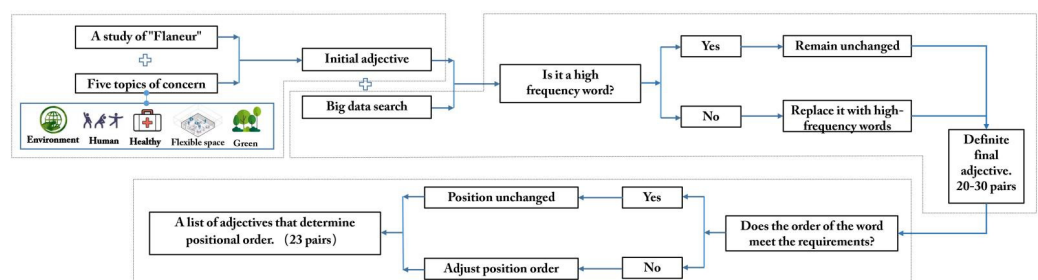 A study of "Flaneur"
Five topics of concern
Environment
Human
Healthy
Flexible space
Green
Initial adjective
Big data search
Is it a high
frequency word?
Yes
Remain unchanged
No
Replace it with high-
frequency words
Definite
final
adjective.
20-30 pairs
Does the order of the word
meet the requirements?
Yes
Position unchanged
No
Adjust position order
A list of adjectives that determine
positional order. （23 pairs）